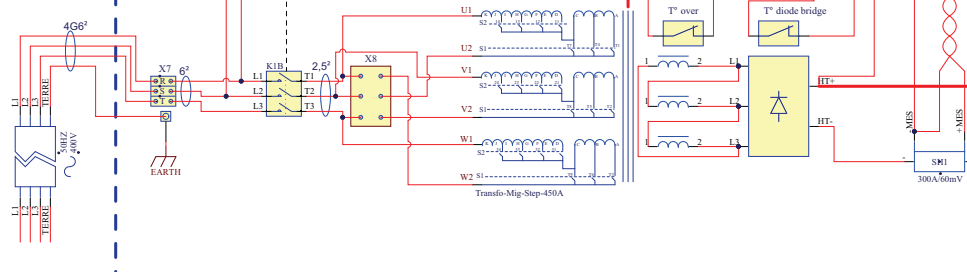 4G6²
L1
L2
L3
TERRE
50HZ
400V
L1
L2
L3
TERRE
X7
R
S
T
6²
EARTH
K1B
L1
L2
L3
T1
T2
T3
2,5²
X8
U1
S2
S1
U2
V1
S2
S1
V2
W1
S2
S1
W2
Transfo-Mig-Step-450A
T° over
T° diode bridge
1
2
L1
1
2
L2
1
2
L3
HT+
HT-
-MES
+MES
-
SH1
300A/60mV